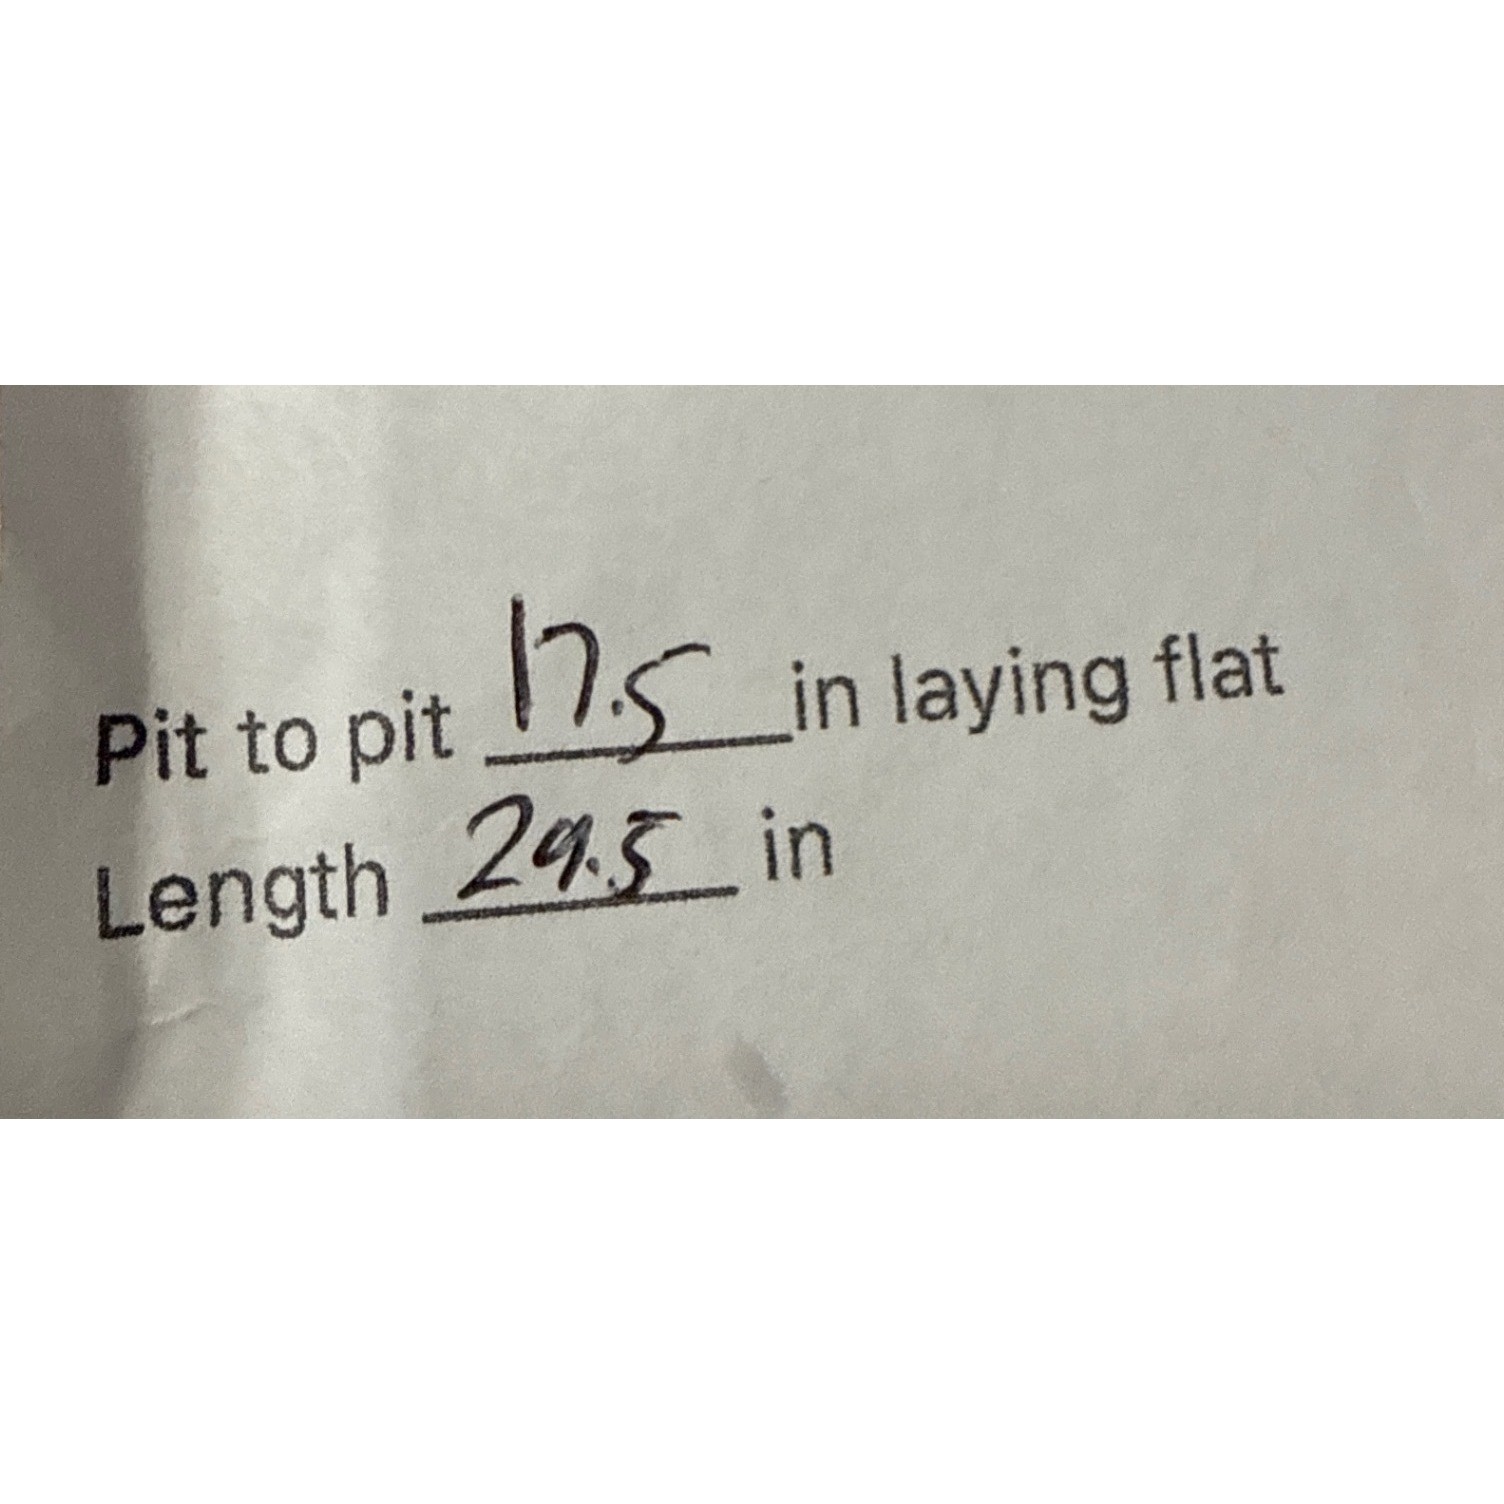 Pit to pit 17.5 in laying flat
Length 29.5 in